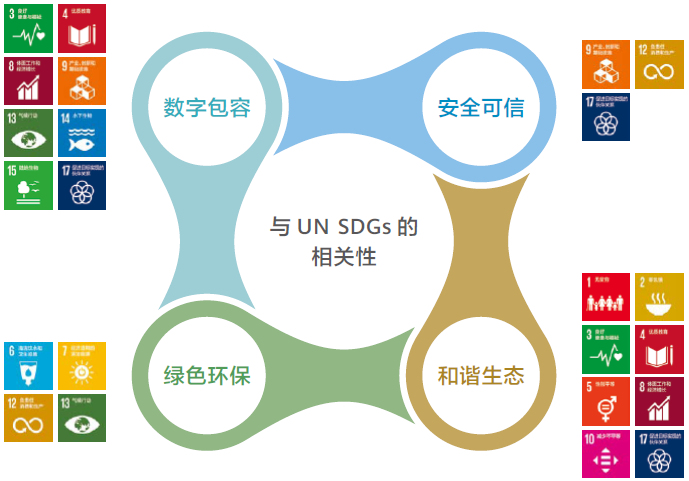 3 良好健康与福祉
4 优质教育
8 体面工作和经济增长
9 产业、创新和基础设施
13 气候行动
14 水下生物
15 陆地生物
17 促进目标实现的伙伴关系
数字包容
安全可信
9 产业、创新和基础设施
12 负责任消费和生产
17 促进目标实现的伙伴关系
与 UN SDGs 的
相关性
6 清洁饮水和卫生设施
7
12 负责任消费和生产
13 气候行动
绿色环保
和谐生态
1 无贫穷
2 零饥饿
3 良好健康与福祉
4 优质教育
5 性别平等
8 体面工作和经济增长
10 减少不平等
17 促进目标实现的伙伴关系